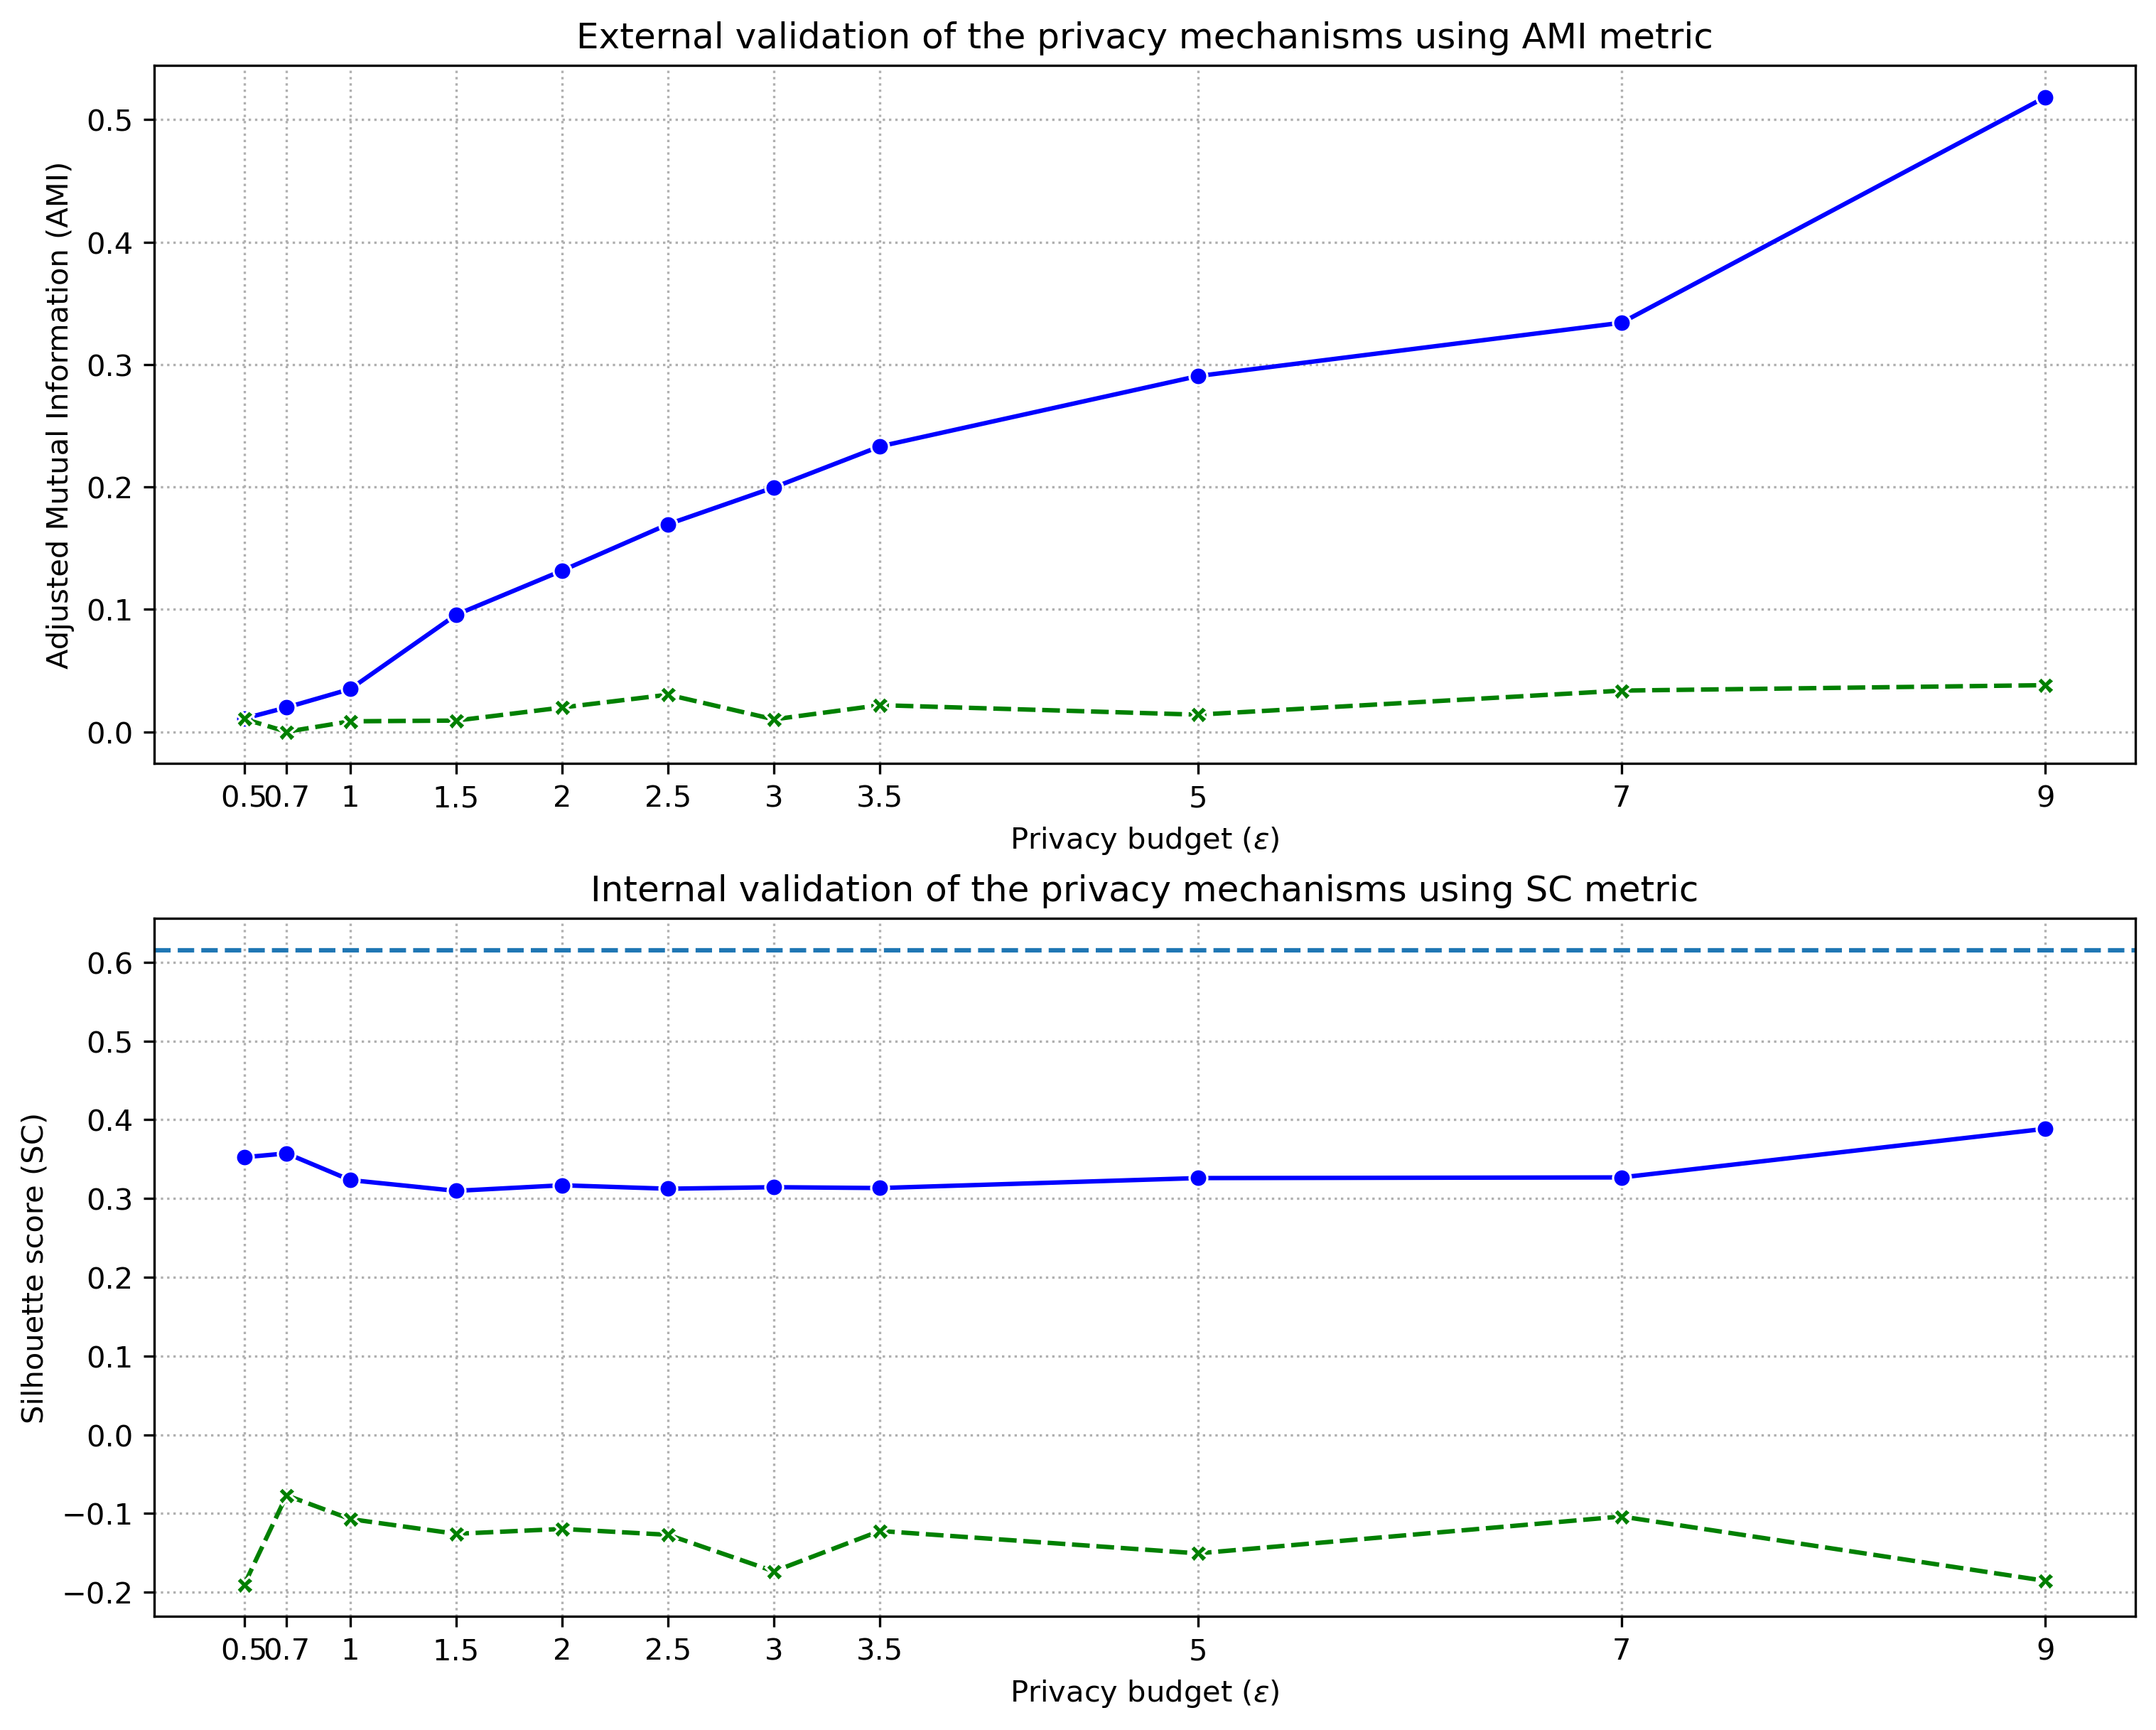 External validation of the privacy mechanisms using AMI metric
Adjusted Mutual Information (AMI)
0.5
0.4
0.3
0.2
0.1
0.0
0.5 0.7 1 1.5 2 2.5 3 3.5 5 7 9
Privacy budget (ε)
Internal validation of the privacy mechanisms using SC metric
Silhouette score (SC)
0.6
0.5
0.4
0.3
0.2
0.1
0.0
−0.1
−0.2
0.5 0.7 1 1.5 2 2.5 3 3.5 5 7 9
Privacy budget (ε)